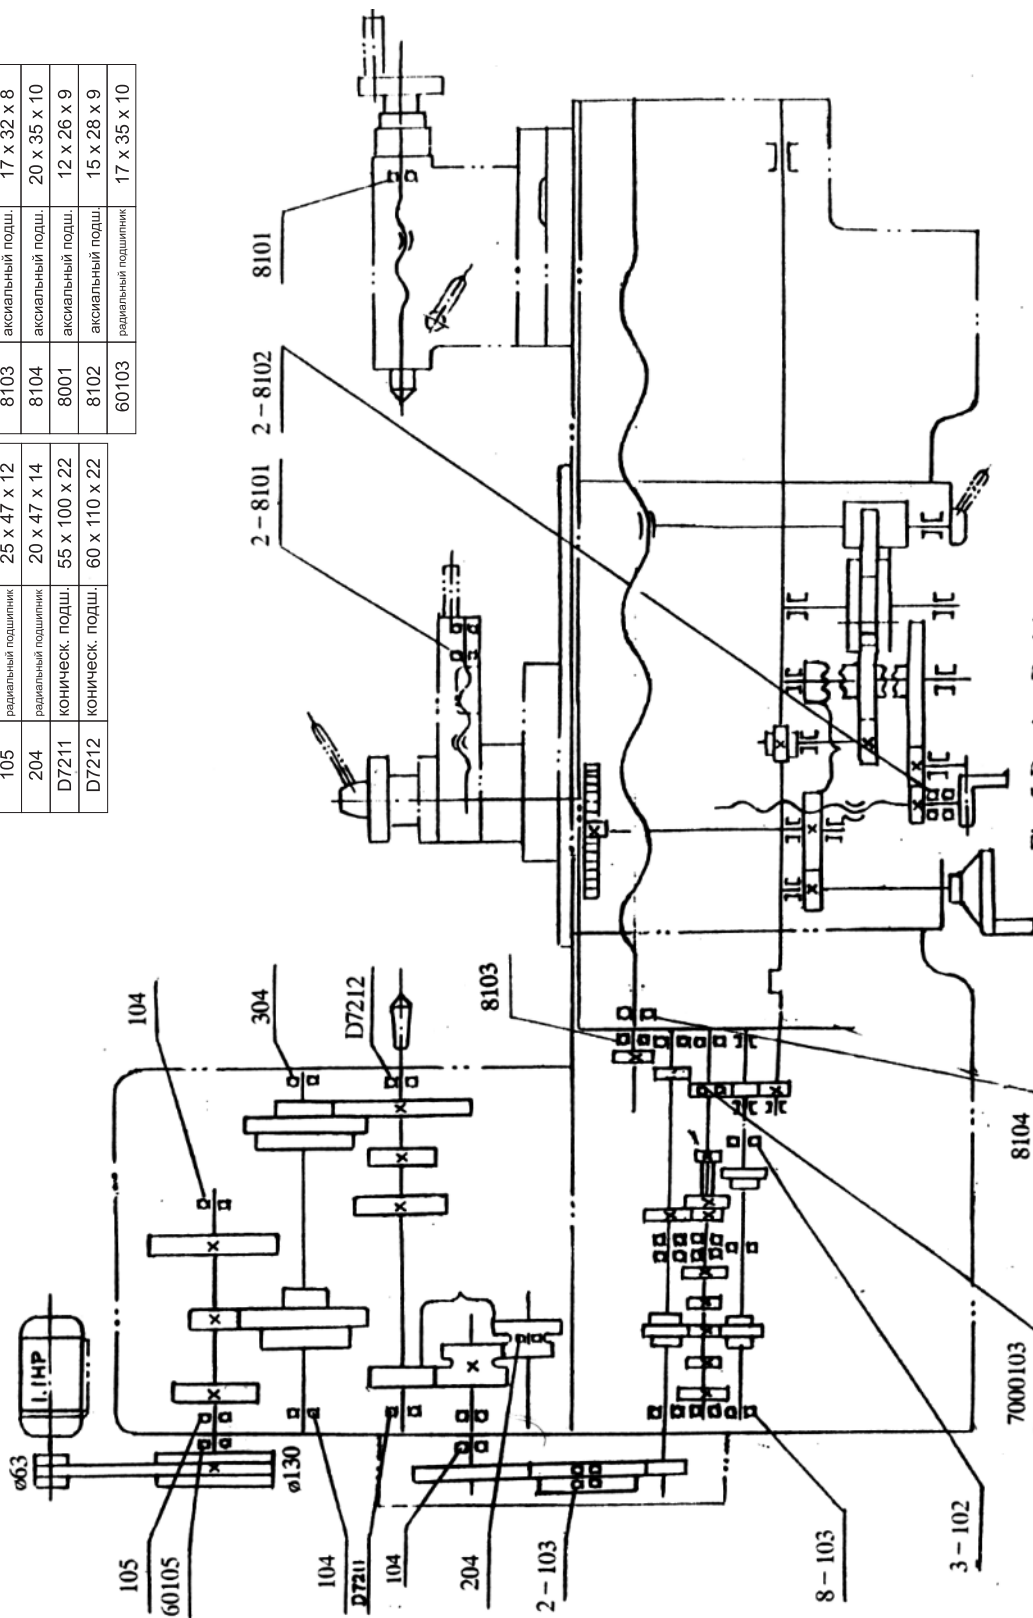 105 радиальный подшипник 25 x 47 x 12
204 радиальный подшипник 20 x 47 x 14
D7211 коническ. подш. 55 x 100 x 22
D7212 коническ. подш. 60 x 110 x 22
8103 аксиальный подш. 17 x 32 x 8
8104 аксиальный подш. 20 x 35 x 10
8001 аксиальный подш. 12 x 26 x 9
8102 аксиальный подш. 15 x 28 x 9
60103 радиальный подшипник 17 x 35 x 10
ø63
1.1HP
ø130
105
60105
104
D7211
104
204
2-103
8-103
3-102
7000103
8104
8103
104
304
D7212
2-8101
2-8102
8101